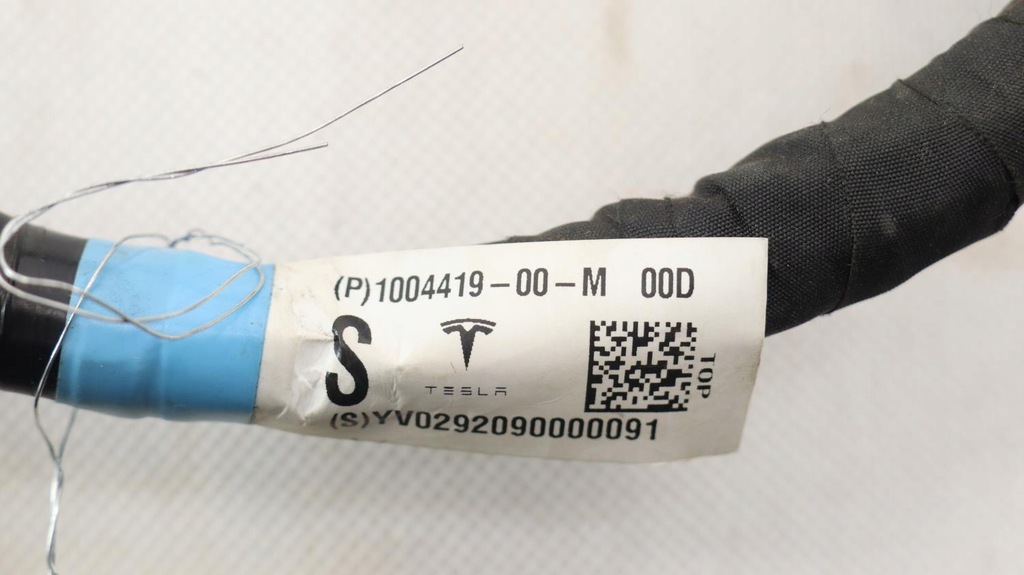 (P)1004419-00-M 00D
S
TESLA
TOP
(S)YV0292090000091